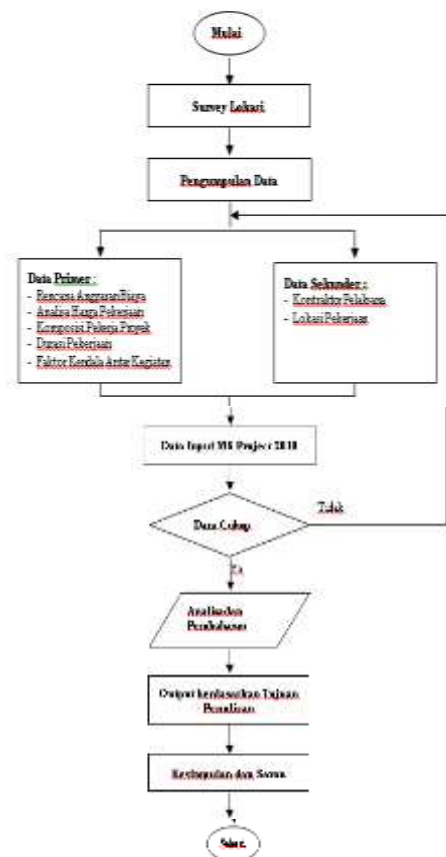 Mulai
Survey Lokasi
Pengumpulan Data
Data Primer :
- Rencana Anggaran Biaya
- Analisa Harga Pekerjaan
- Komposisi Pekerja Proyek
- Durasi Pekerjaan
- Faktor Kendala Antar Kegiatan
Data Sekunder :
- Kontraktor Pelaksana
- Lokasi Pekerjaan
Data Input MS Project 2010
Data Cukup
Tidak
Ya
Analisa dan
Pembahasan
Output berdasarkan Tujuan
Penulisan
Kesimpulan dan Saran